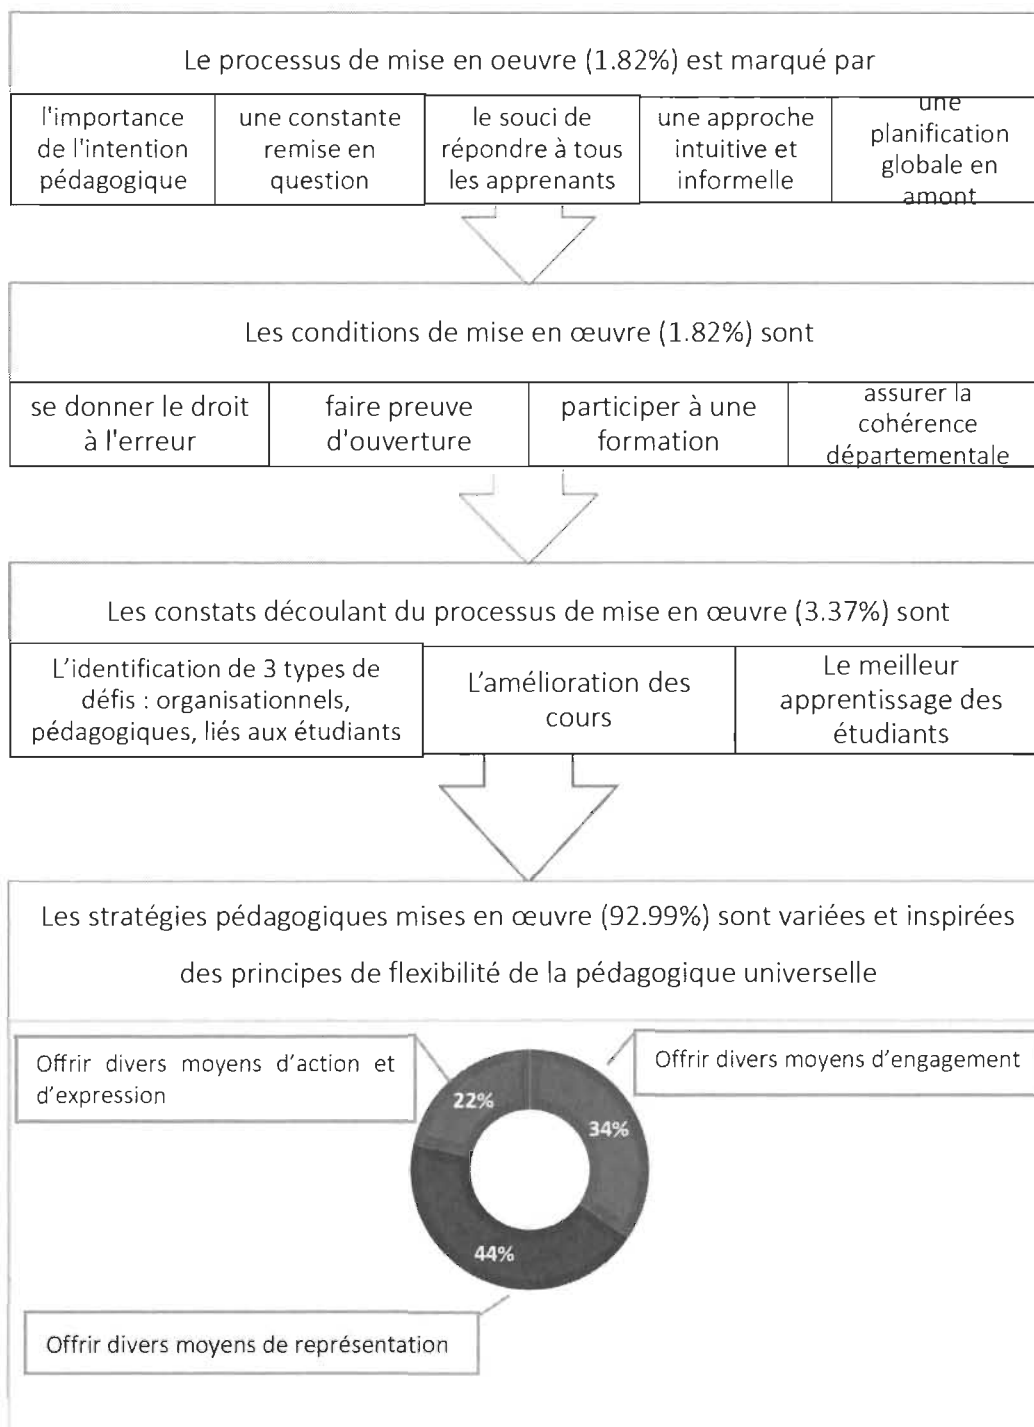 Le processus de mise en oeuvre (1.82%) est marqué par
l'importance
de l'intention
pédagogique
une constante
remise en
question
le souci de
répondre à tous
les apprenants
une approche
intuitive et
informelle
une
planification
globale en
amont
Les conditions de mise en œuvre (1.82%) sont
se donner le droit
à l'erreur
faire preuve
d'ouverture
participer à une
formation
assurer la
cohérence
départementale
Les constats découlant du processus de mise en œuvre (3.37%) sont
L'identification de 3 types de
défis : organisationnels,
pédagogiques, liés aux étudiants
L'amélioration des
cours
Le meilleur
apprentissage des
étudiants
Les stratégies pédagogiques mises en œuvre (92.99%) sont variées et inspirées
des principes de flexibilité de la pédagogique universelle
Offrir divers moyens d'action et
d'expression
Offrir divers moyens d'engagement
22%
34%
44%
Offrir divers moyens de représentation